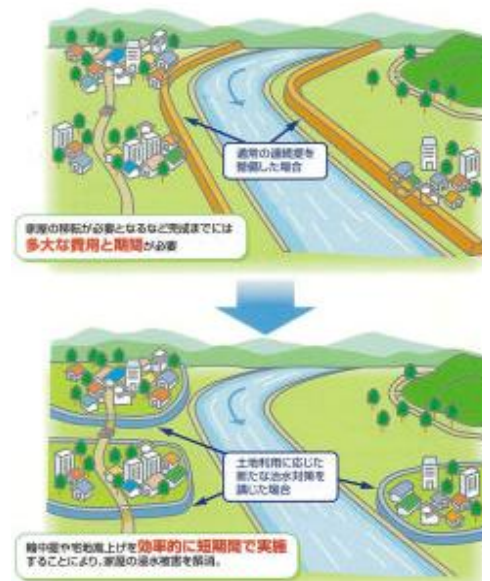 通常の連続堤を
整備した場合
家屋の移転が必要となるなど完成までには
多大な費用と期間が必要
土地利用に応じた
新たな治水対策を
講じた場合
輪中堤や宅地嵩上げを効率的に短期間で実施
することにより、家屋の浸水被害を解消。